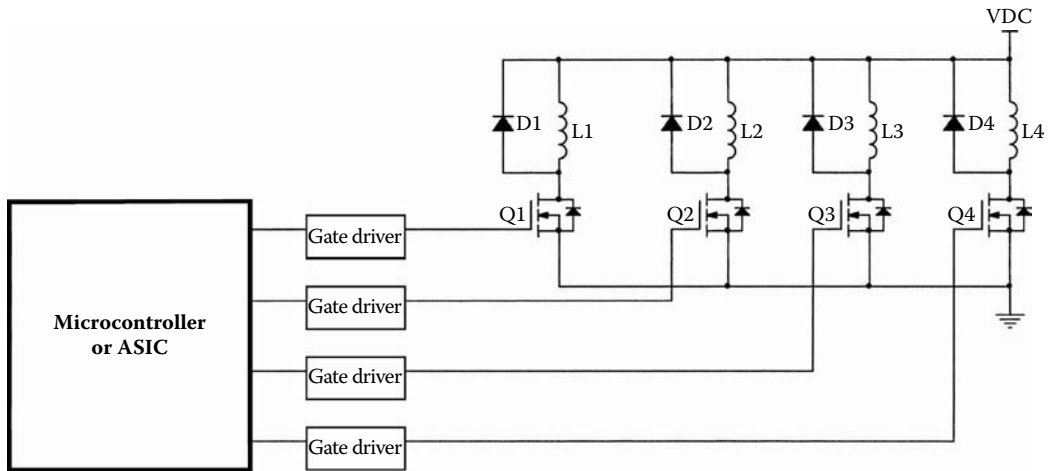 VDC
D1
L1
D2
L2
D3
L3
D4
L4
Q1
Q2
Q3
Q4
Gate driver
Gate driver
Microcontroller
or ASIC
Gate driver
Gate driver